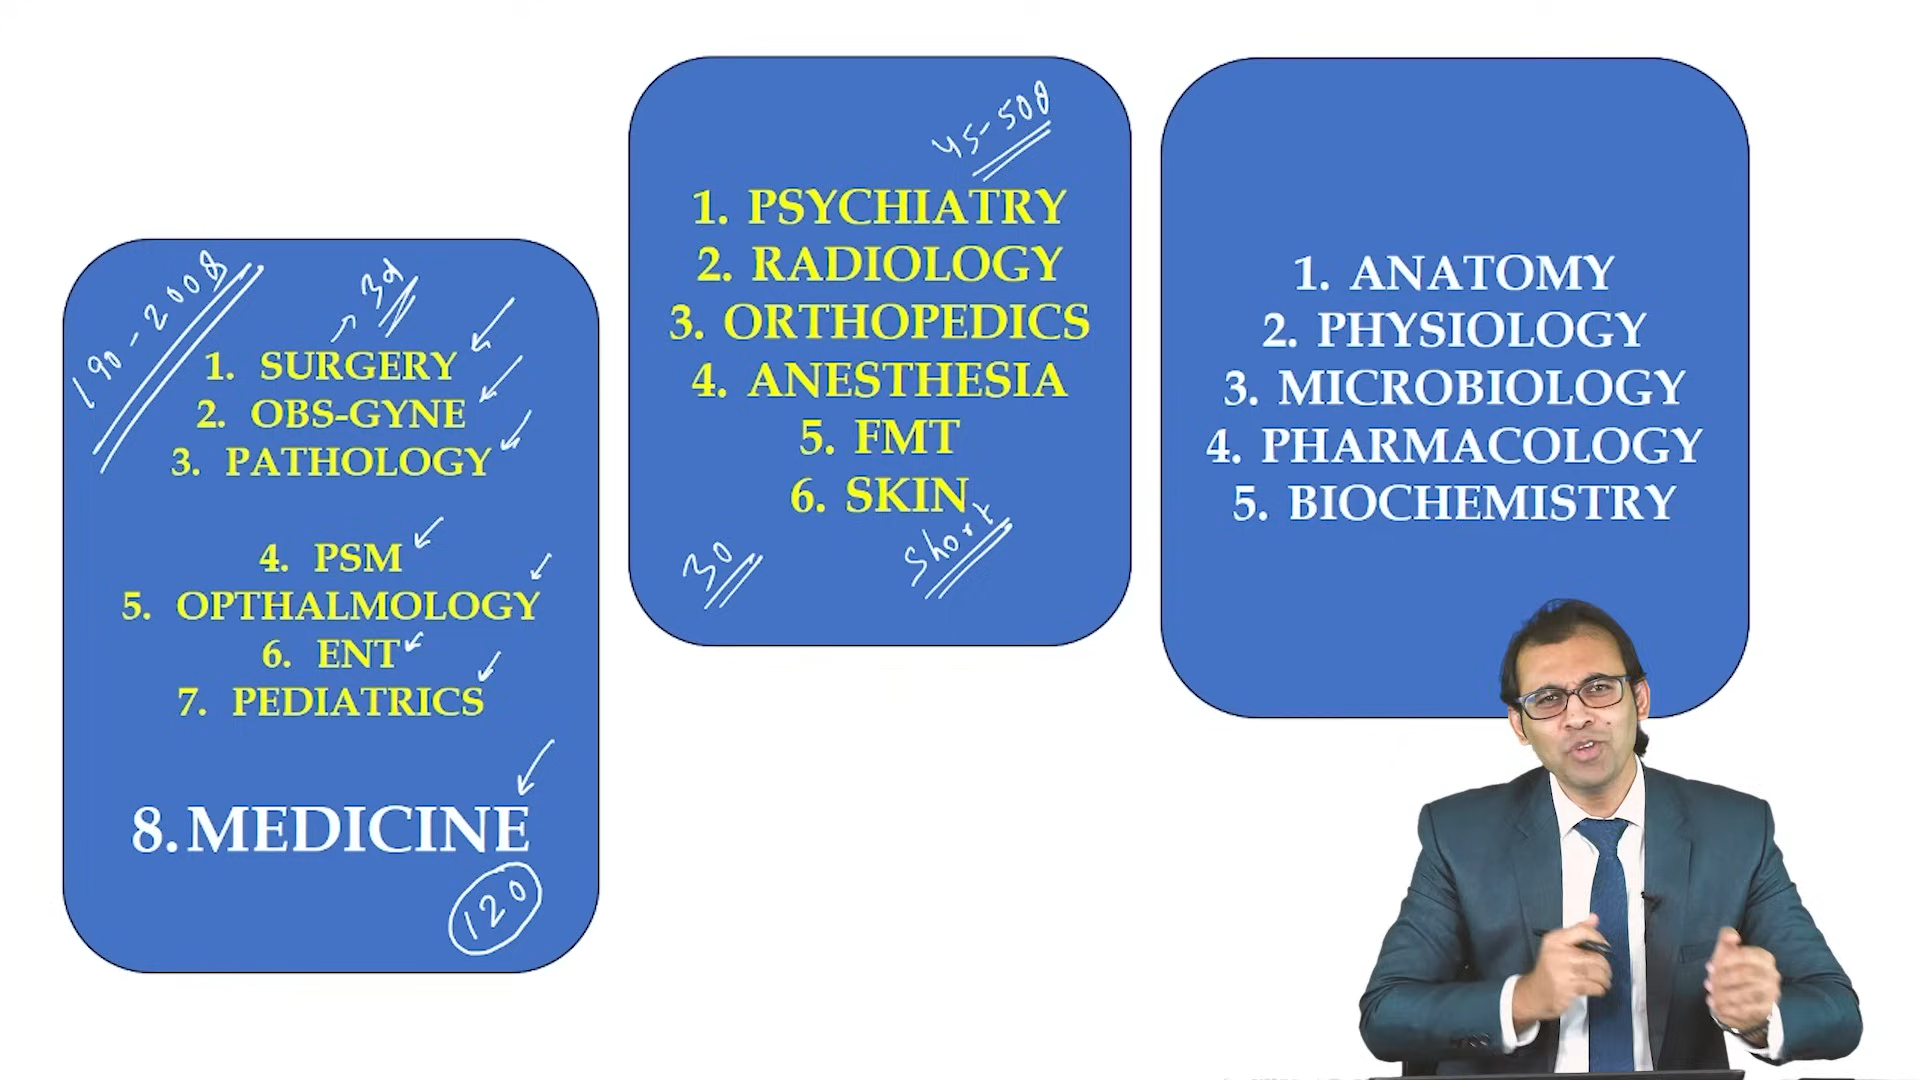 190-200Q
3d
1. SURGERY
2. OBS-GYNE
3. PATHOLOGY
4. PSM
5. OPTHALMOLOGY
6. ENT
7. PEDIATRICS
8. MEDICINE
120
45-50Q
1. PSYCHIATRY
2. RADIOLOGY
3. ORTHOPEDICS
4. ANESTHESIA
5. FMT
6. SKIN
30
Short
1. ANATOMY
2. PHYSIOLOGY
3. MICROBIOLOGY
4. PHARMACOLOGY
5. BIOCHEMISTRY